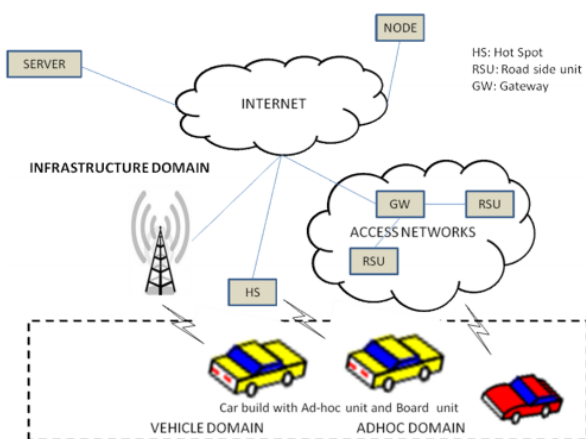 NODE
SERVER
HS: Hot Spot
RSU: Road side unit
GW: Gateway
INTERNET
INFRASTRUCTURE DOMAIN
GW
RSU
ACCESS NETWORKS
RSU
HS
Car build with Ad-hoc unit and Board unit
VEHICLE DOMAIN
ADHOC DOMAIN